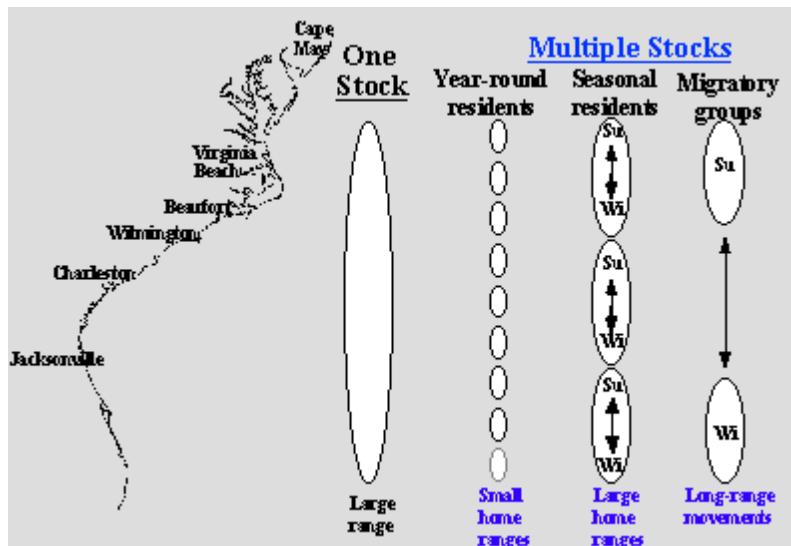 Cape
May
Virginia
Beach
Beaufort
Wilmington
Charleston
Jacksonville
One
Stock
Large
range
Multiple Stocks
Year-round
residents
Small
home
ranges
Seasonal
residents
Su
Wi
Su
Wi
Su
Wi
Large
home
ranges
Migratory
groups
Su
Wi
Long-range
movements